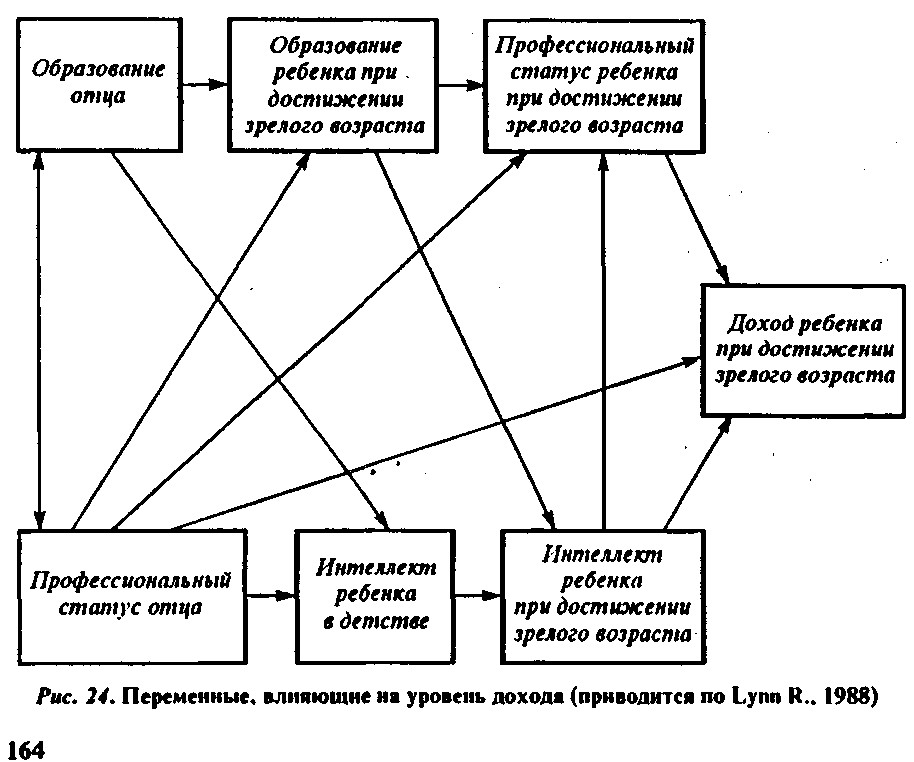 Образование
отца
Образование
ребенка при
достижении
зрелого возраста
Профессиональный
статус ребенка
при достижении
зрелого возраста
Доход ребенка
при достижении
зрелого возраста
Профессиональный
статус отца
Интеллект
ребенка
в детстве
Интеллект
ребенка
при достижении
зрелого возраста
Рис. 24. Переменные, влияющие на уровень дохода (приводится по Lynn R., 1988)
164